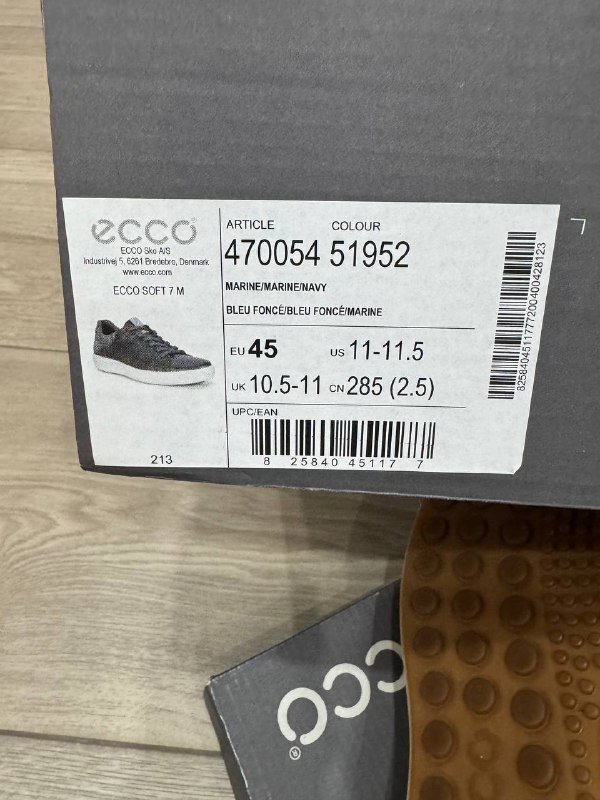 ecco
ECCO Sko A/S
Industrivej 5, 6261 Bredebro, Denmark
www.ecco.com
ECCO SOFT 7 M
213
ARTICLE COLOUR
470054 51952
MARINE/MARINE/NAVY
BLEU FONCÉ/BLEU FONCÉ/MARINE
EU 45 US 11-11.5
UK 10.5-11 CN 285 (2.5)
UPC/EAN
8 25840 45117 7
825840451177720040042812​3
ecco®